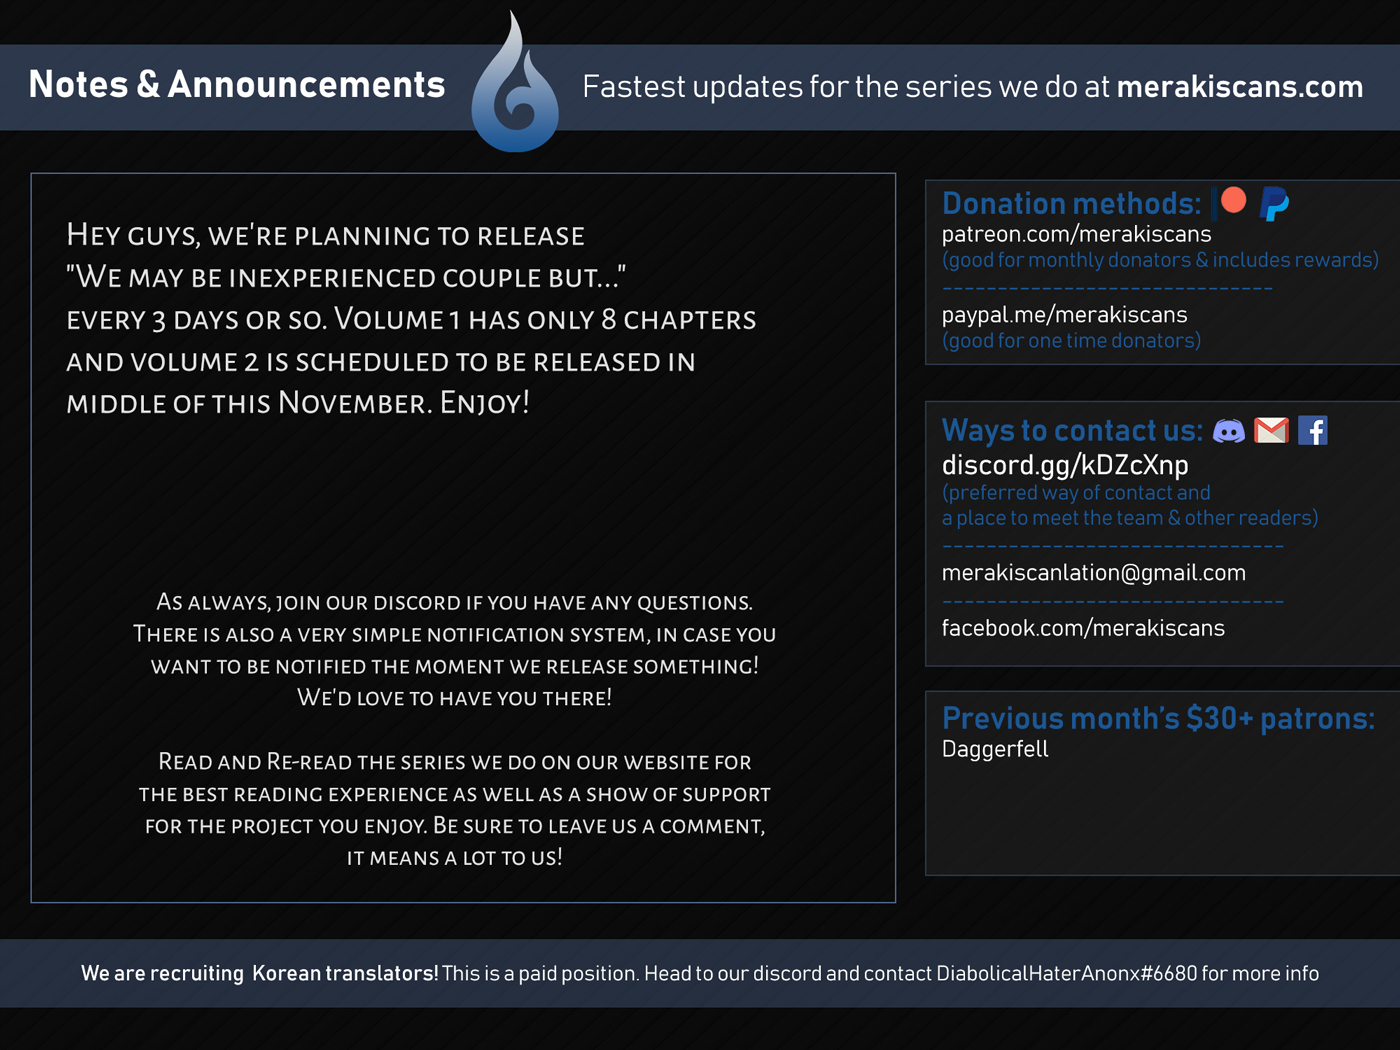 Notes & Announcements
Fastest updates for the series we do at merakiscans.com
Hey guys, we're planning to release
"We may be inexperienced couple but..."
every 3 days or so. Volume 1 has only 8 chapters
and volume 2 is scheduled to be released in
middle of this November. Enjoy!
As always, join our discord if you have any questions.
There is also a very simple notification system, in case you
want to be notified the moment we release something!
We'd love to have you there!
Read and Re-read the series we do on our website for
the best reading experience as well as a show of support
for the project you enjoy. Be sure to leave us a comment,
it means a lot to us!
Donation methods:
patreon.com/merakiscans
(good for monthly donators & includes rewards)
------------------------------
paypal.me/merakiscans
(good for one time donators)
Ways to contact us:
discord.gg/kDZcXnp
(preferred way of contact and
a place to meet the team & other readers)
-------------------------------
merakiscanlation@gmail.com
-------------------------------
facebook.com/merakiscans
Previous month's $30+ patrons:
Daggerfell
We are recruiting Korean translators! This is a paid position. Head to our discord and contact DiabolicalHaterAnonx#6680 for more info